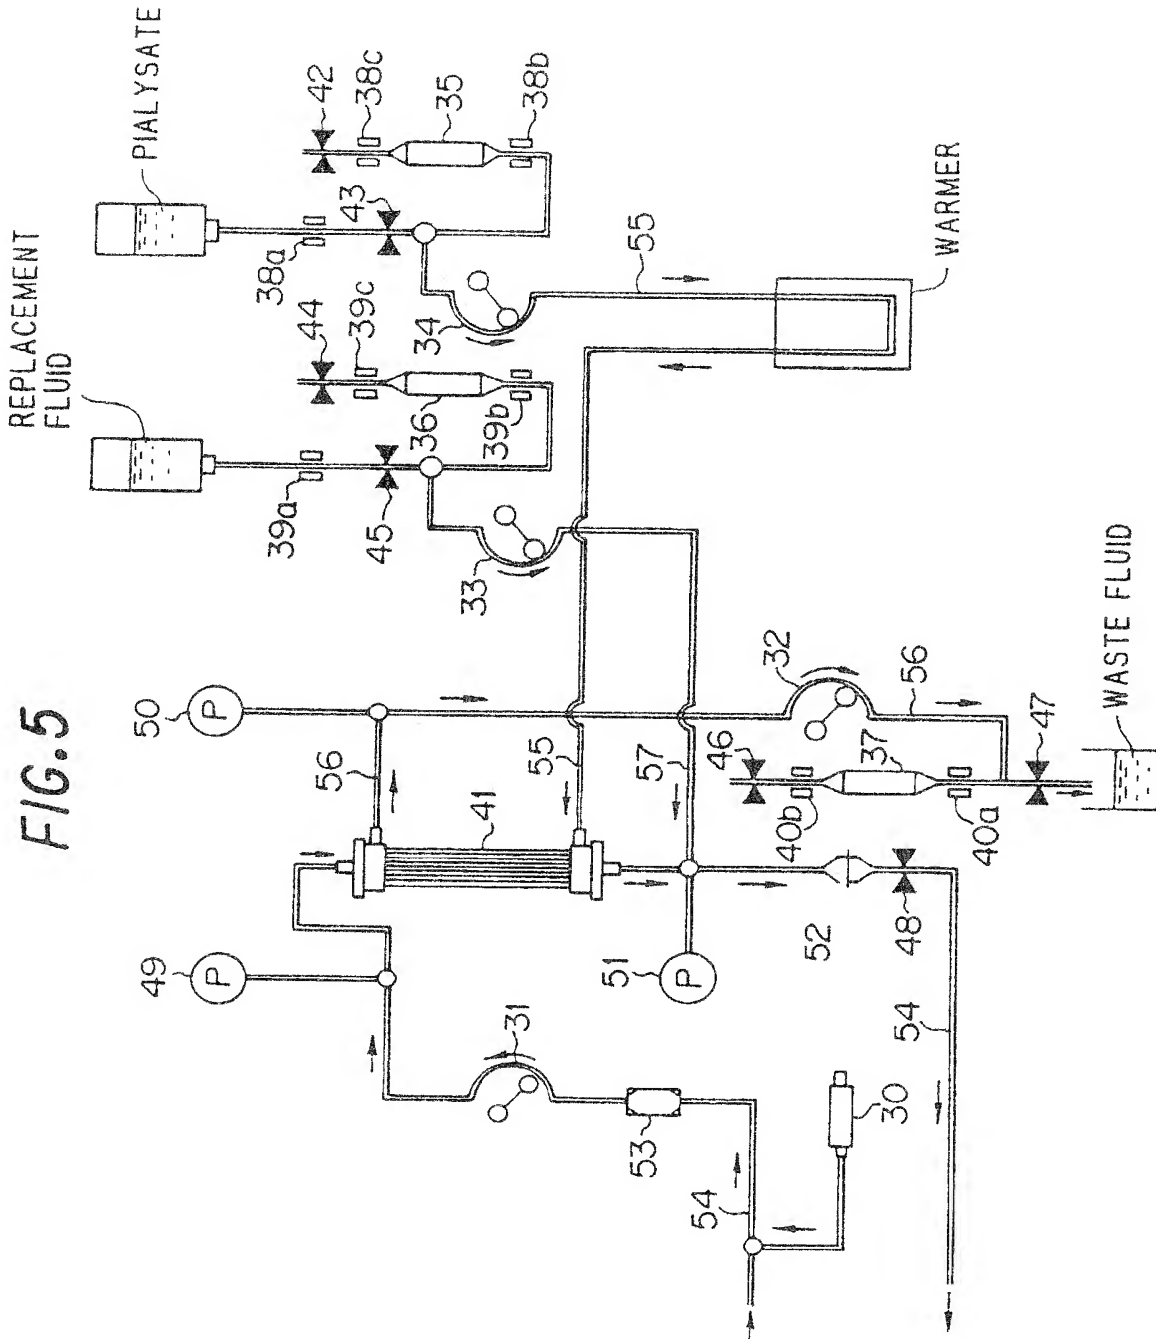 FIG.5
REPLACEMENT
FLUID
PIALYSATE
42
38c
35
38b
43
38a
44
39c
34
55
36
39b
39a
45
33
WARMER
50
P
32
56
46
47
37
40b
40a
WASTE FLUID
56
55
57
41
49
P
51
P
52
48
31
53
54
54
30